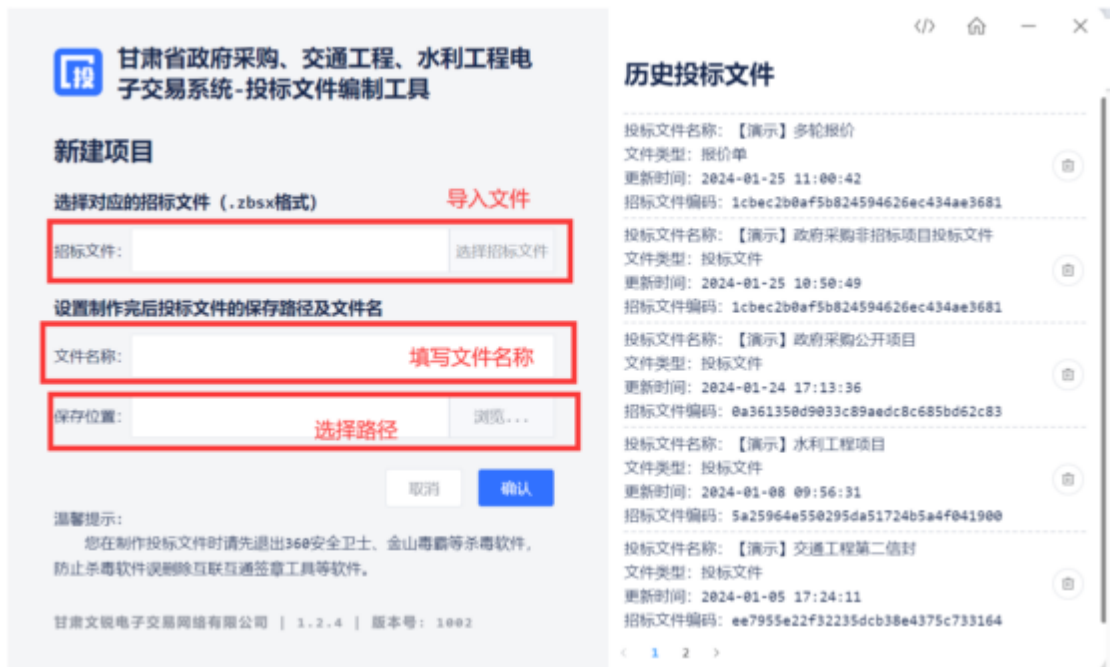 甘肃省政府采购、交通工程、水利工程电
子交易系统-投标文件编制工具
新建项目
选择对应的招标文件（.zbsx格式）
导入文件
招标文件：
选择招标文件
设置制作完后投标文件的保存路径及文件名
文件名称：
填写文件名称
保存位置：
选择路径
浏览...
取消
确认
温馨提示：
您在制作投标文件时请先退出360安全卫士、金山毒霸等杀毒软件，
防止杀毒软件误删除互联互通签章工具等软件。
甘肃文锐电子交易网络有限公司 | 1.2.4 | 版本号: 1002
历史投标文件
投标文件名称：【演示】多轮报价
文件类型：报价单
更新时间：2024-01-25 11:00:42
招标文件编码：1cbec2b0af5b824594626ec434ae3681
投标文件名称：【演示】政府采购非招标项目投标文件
文件类型：投标文件
更新时间：2024-01-25 10:50:49
招标文件编码：1cbec2b0af5b824594626ec434ae3681
投标文件名称：【演示】政府采购公开项目
文件类型：投标文件
更新时间：2024-01-24 17:13:36
招标文件编码：0a361350d9033c89aedc8c685bd62c83
投标文件名称：【演示】水利工程项目
文件类型：投标文件
更新时间：2024-01-08 09:56:31
招标文件编码：5a25964e550295da51724b5a4f041900
投标文件名称：【演示】交通工程第二信封
文件类型：投标文件
更新时间：2024-01-05 17:24:11
招标文件编码：ee7955e22f32235dcb38e4375c733164
1 2
投